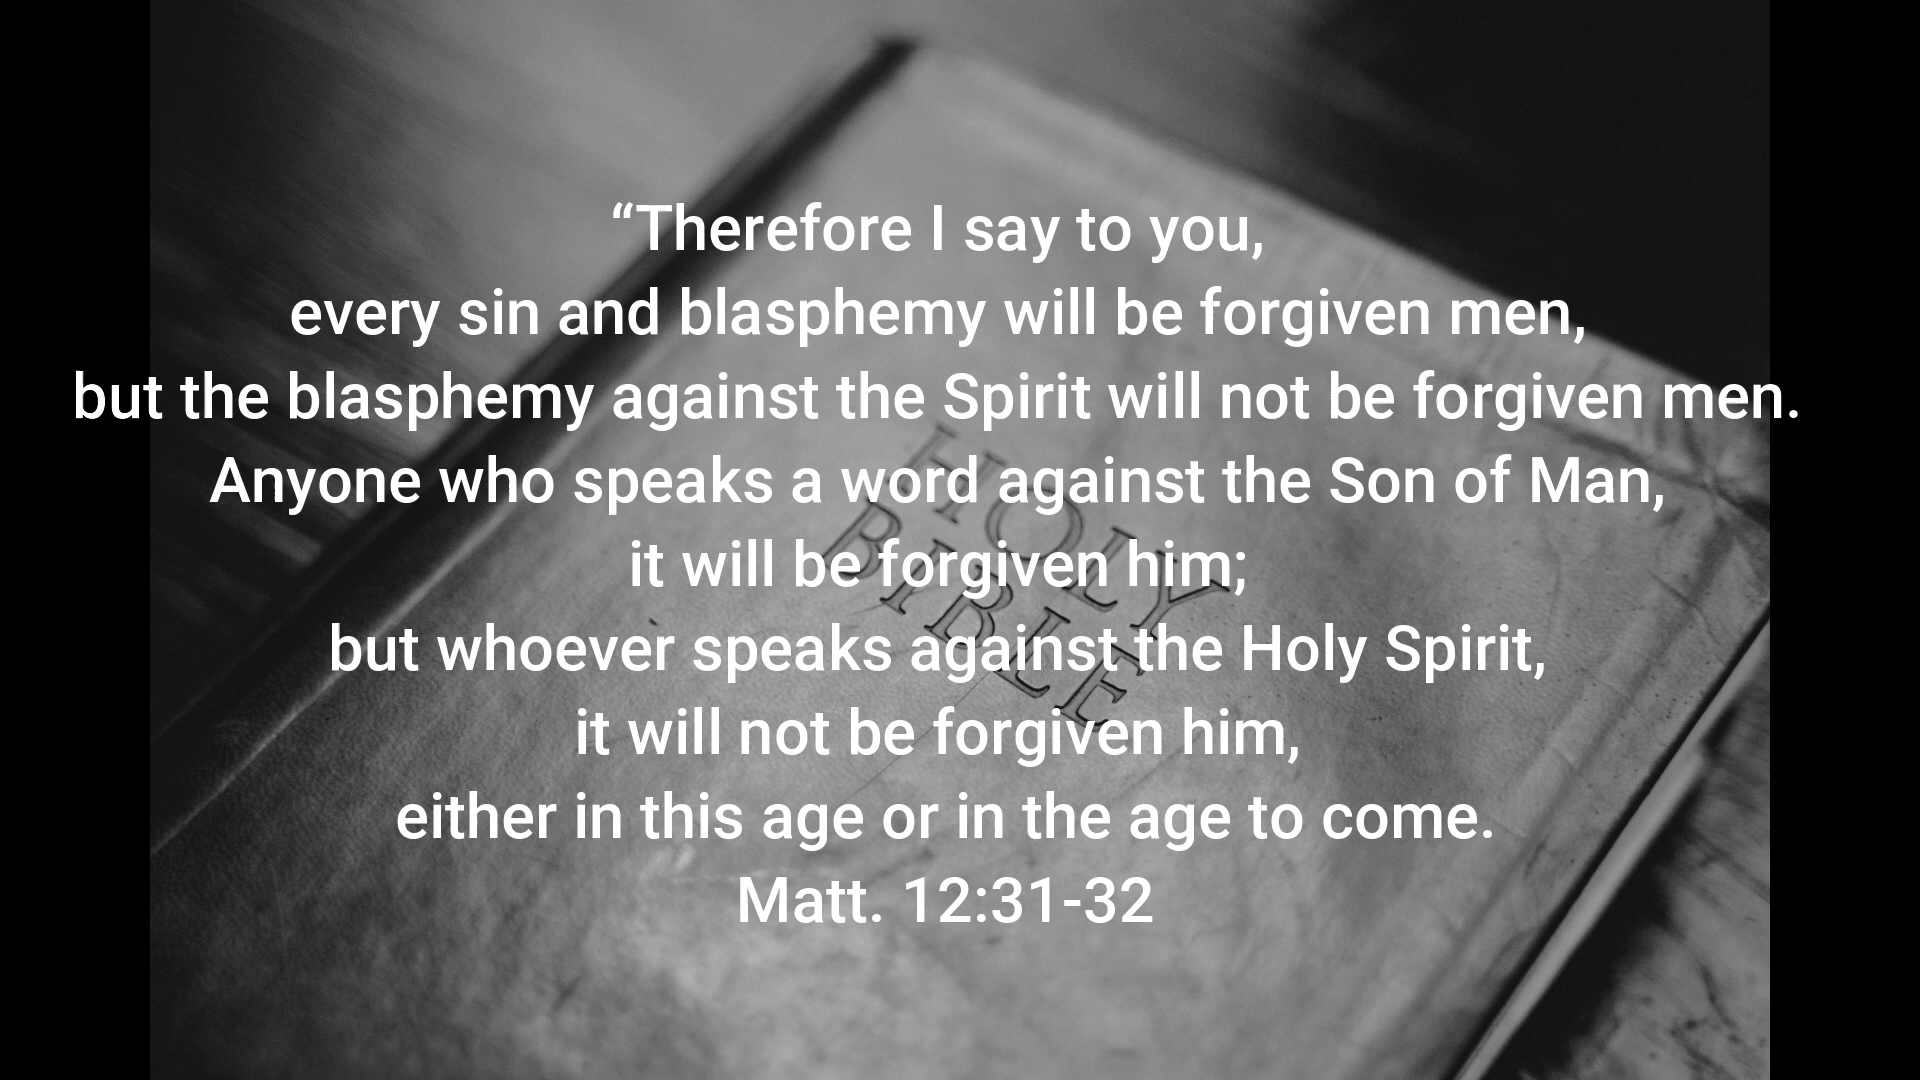 “Therefore I say to you,
every sin and blasphemy will be forgiven men,
but the blasphemy against the Spirit will not be forgiven men.
Anyone who speaks a word against the Son of Man,
it will be forgiven him;
but whoever speaks against the Holy Spirit,
it will not be forgiven him,
either in this age or in the age to come.
Matt. 12:31-32
HOLY
BIBLE